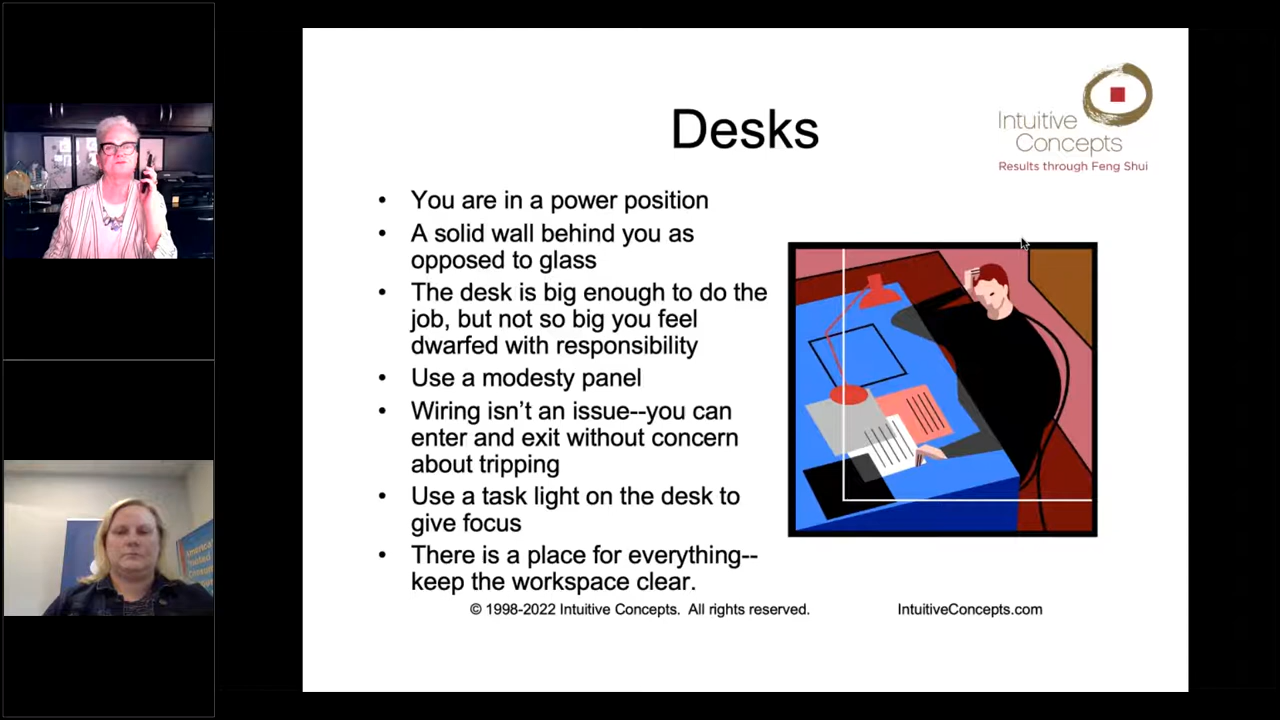 Desks
Intuitive
Concepts
Results through Feng Shui
• You are in a power position
• A solid wall behind you as
opposed to glass
• The desk is big enough to do the
job, but not so big you feel
dwarfed with responsibility
• Use a modesty panel
• Wiring isn’t an issue--you can
enter and exit without concern
about tripping
• Use a task light on the desk to
give focus
• There is a place for everything--
keep the workspace clear.
© 1998-2022 Intuitive Concepts. All rights reserved.
IntuitiveConcepts.com